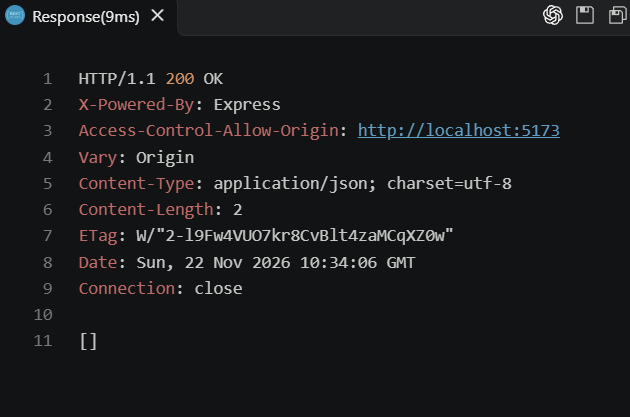 Response(9ms)
1 HTTP/1.1 200 OK
2 X-Powered-By: Express
3 Access-Control-Allow-Origin: http://localhost:5173
4 Vary: Origin
5 Content-Type: application/json; charset=utf-8
6 Content-Length: 2
7 ETag: W/"2-l9Fw4VUO7kr8CvBlt4zaMCqXZ0w"
8 Date: Sun, 22 Nov 2026 10:34:06 GMT
9 Connection: close
10
11 []